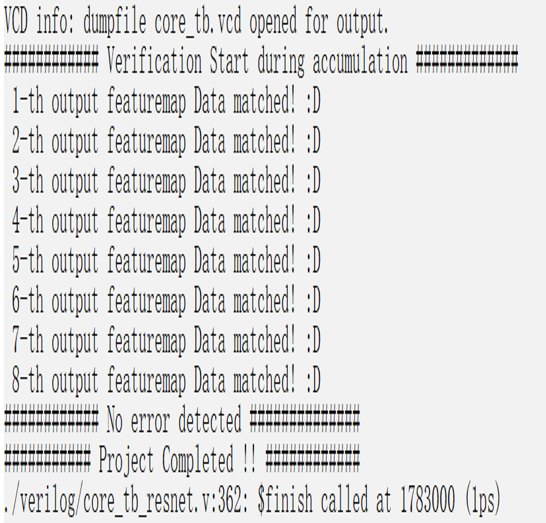 VCD info: dumpfile core_tb.vcd opened for output.
############ Verification Start during accumulation #############
1-th output featuremap Data matched! :D
2-th output featuremap Data matched! :D
3-th output featuremap Data matched! :D
4-th output featuremap Data matched! :D
5-th output featuremap Data matched! :D
6-th output featuremap Data matched! :D
7-th output featuremap Data matched! :D
8-th output featuremap Data matched! :D
############ No error detected ##############
########### Project Completed !! ############
./verilog/core_tb_resnet.v:362: $finish called at 1783000 (1ps)